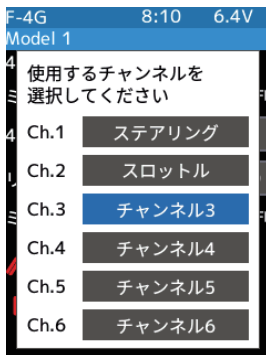 F-4G 8:10 6.4V
Model 1
使用するチャンネルを
選択してください
Ch.1 ステアリング
Ch.2 スロットル
Ch.3 チャンネル3
Ch.4 チャンネル4
Ch.5 チャンネル5
Ch.6 チャンネル6